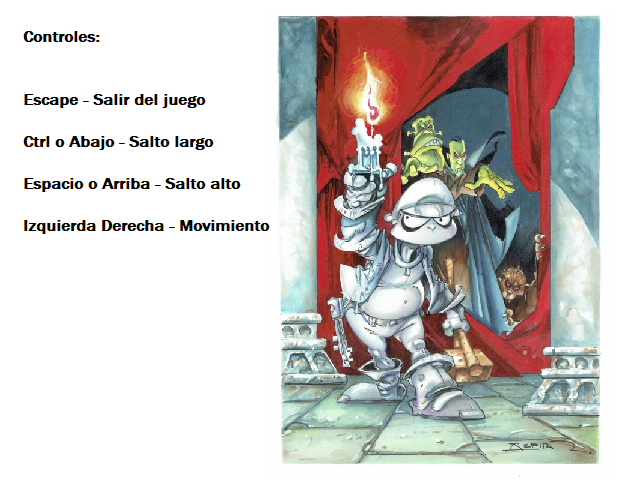 Controles:
Escape - Salir del juego
Ctrl o Abajo - Salto largo
Espacio o Arriba - Salto alto
Izquierda Derecha - Movimiento